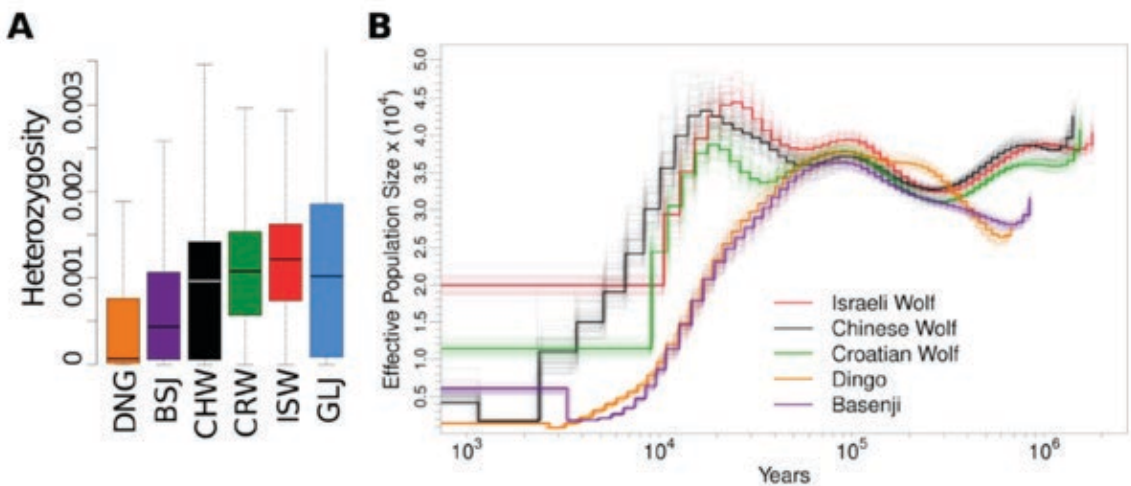 A
Heterozygosity
0.003
0.002
0.001
0
DNG
BSJ
CHW
CRW
ISW
GLJ
B
Effective Population Size x (10⁴)
5.0
4.5
4.0
3.5
3.0
2.5
2.0
1.5
1.0
0.5
Israeli Wolf
Chinese Wolf
Croatian Wolf
Dingo
Basenji
10³
10⁴
10⁵
10⁶
Years